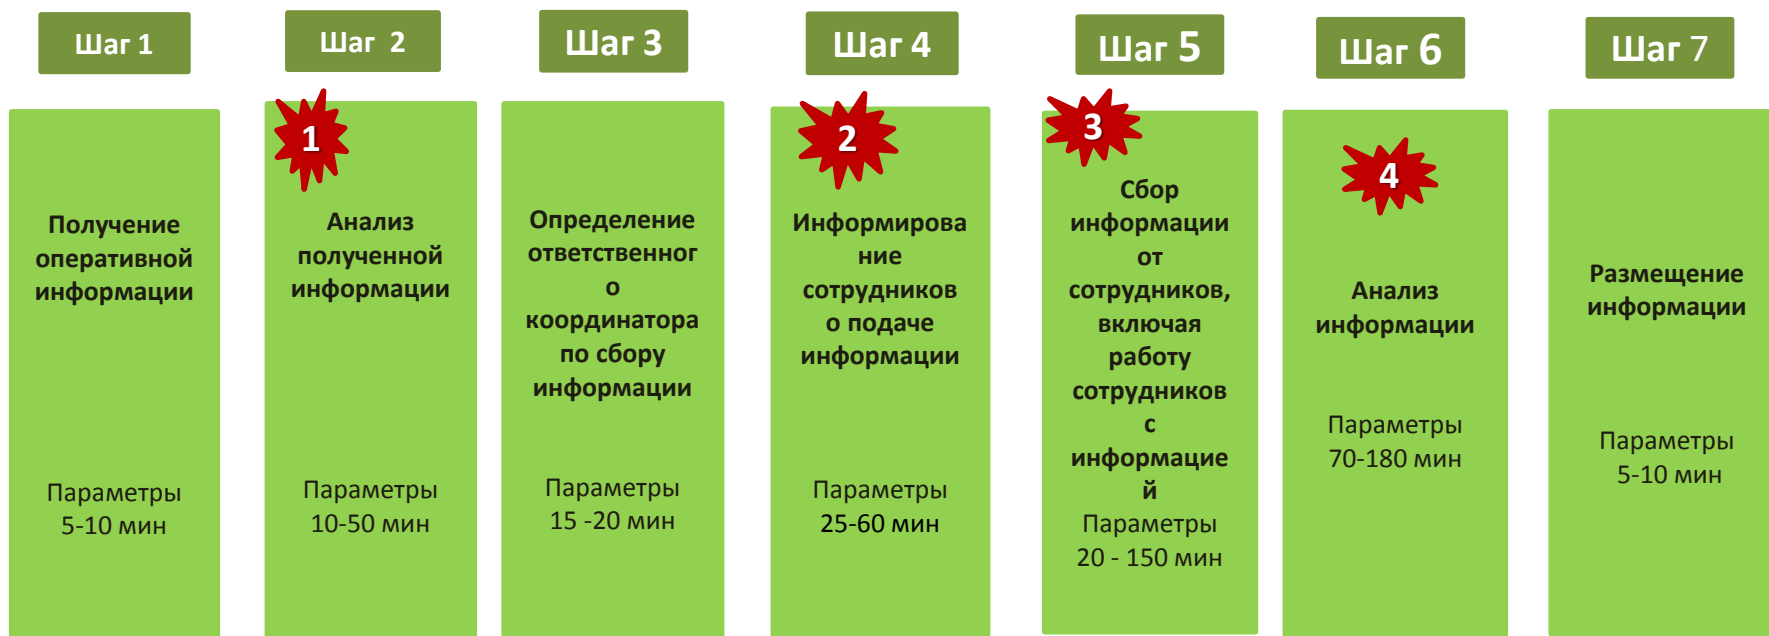 Шаг 1
Получение
оперативной
информации
Параметры
5-10 мин
Шаг 2
1
Анализ
полученной
информации
Параметры
10-50 мин
Шаг 3
Определение
ответственног
о
координатора
по сбору
информации
Параметры
15 -20 мин
Шаг 4
2
Информирова
ние
сотрудников
о подаче
информации
Параметры
25-60 мин
Шаг 5
3
Сбор
информации
от
сотрудников,
включая
работу
сотрудников
с
информацие
й
Параметры
20 - 150 мин
Шаг 6
4
Анализ
информации
Параметры
70-180 мин
Шаг 7
Размещение
информации
Параметры
5-10 мин